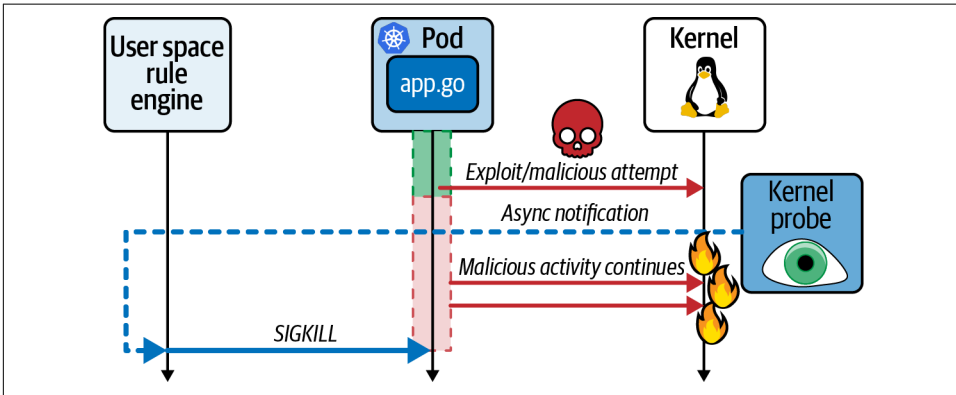 User space
rule
engine
Pod
app.go
Kernel
Exploit/malicious attempt
Kernel
probe
Async notification
Malicious activity continues
SIGKILL